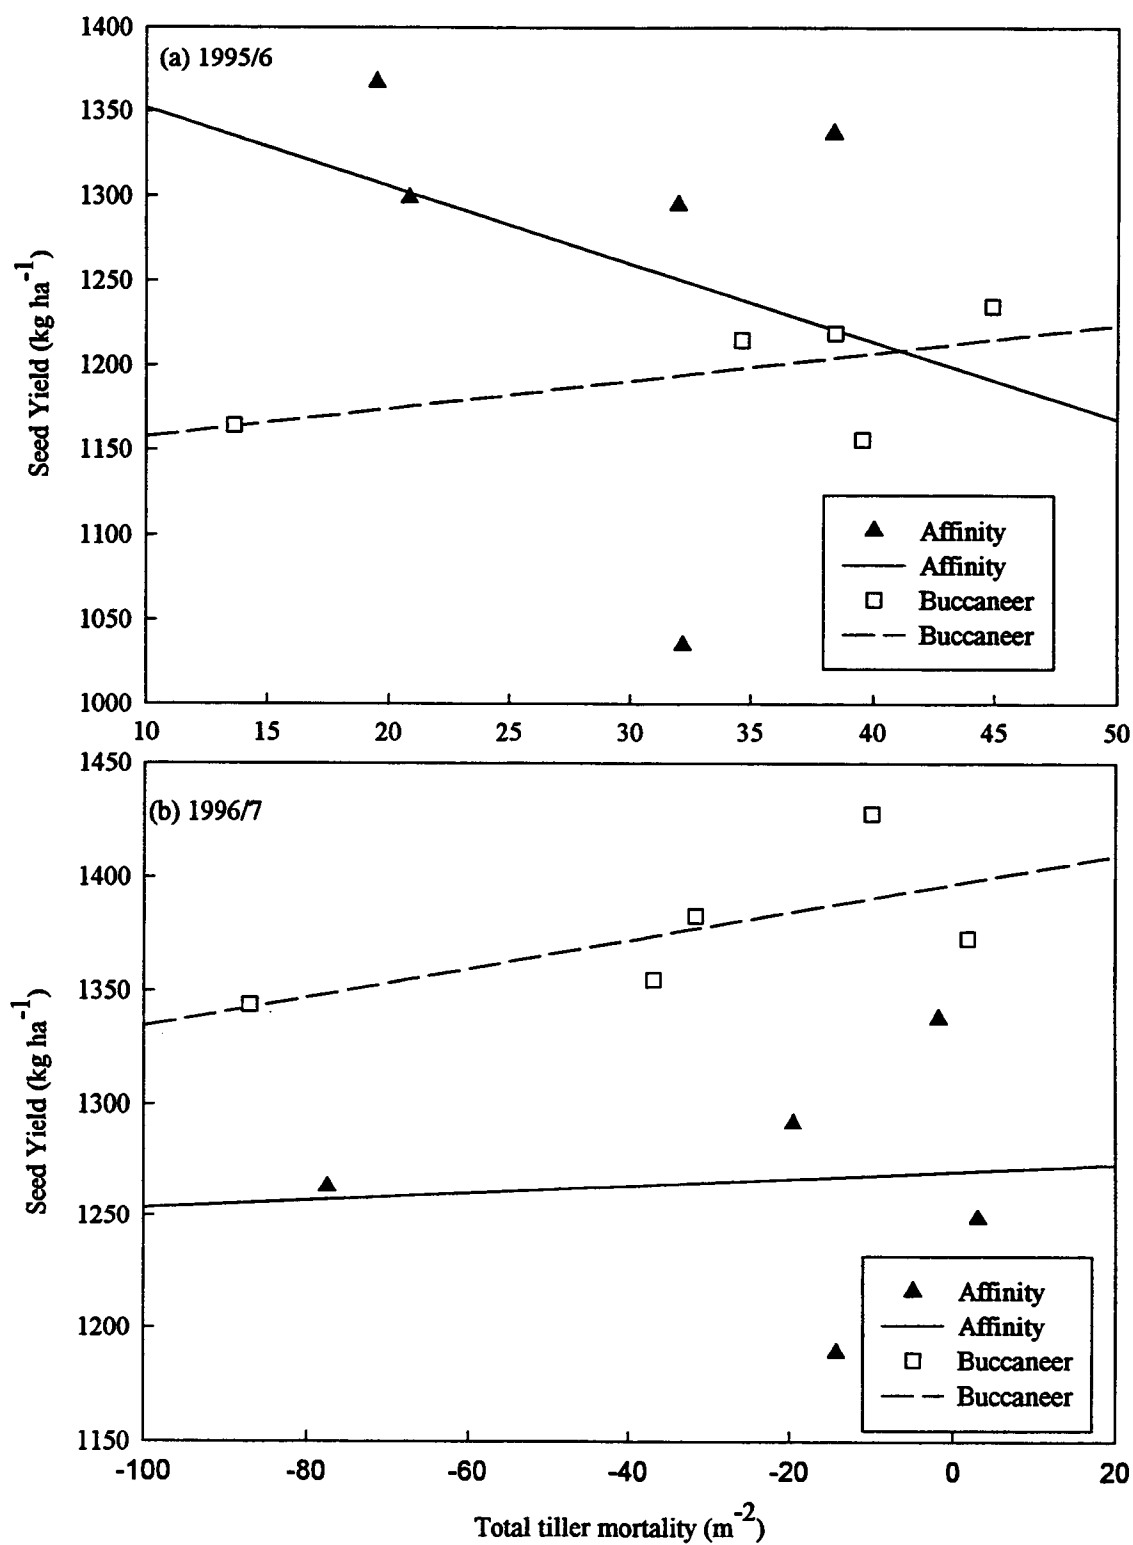 1400
(a) 1995/6
1350
1300
1250
1200
1150
1100
1050
1000
Seed Yield (kg ha⁻¹)
Affinity
Affinity
Buccaneer
Buccaneer
10 15 20 25 30 35 40 45 50
1450
(b) 1996/7
1400
1350
1300
1250
1200
1150
Seed Yield (kg ha⁻¹)
Affinity
Affinity
Buccaneer
Buccaneer
-100 -80 -60 -40 -20 0 20
Total tiller mortality (m⁻²)